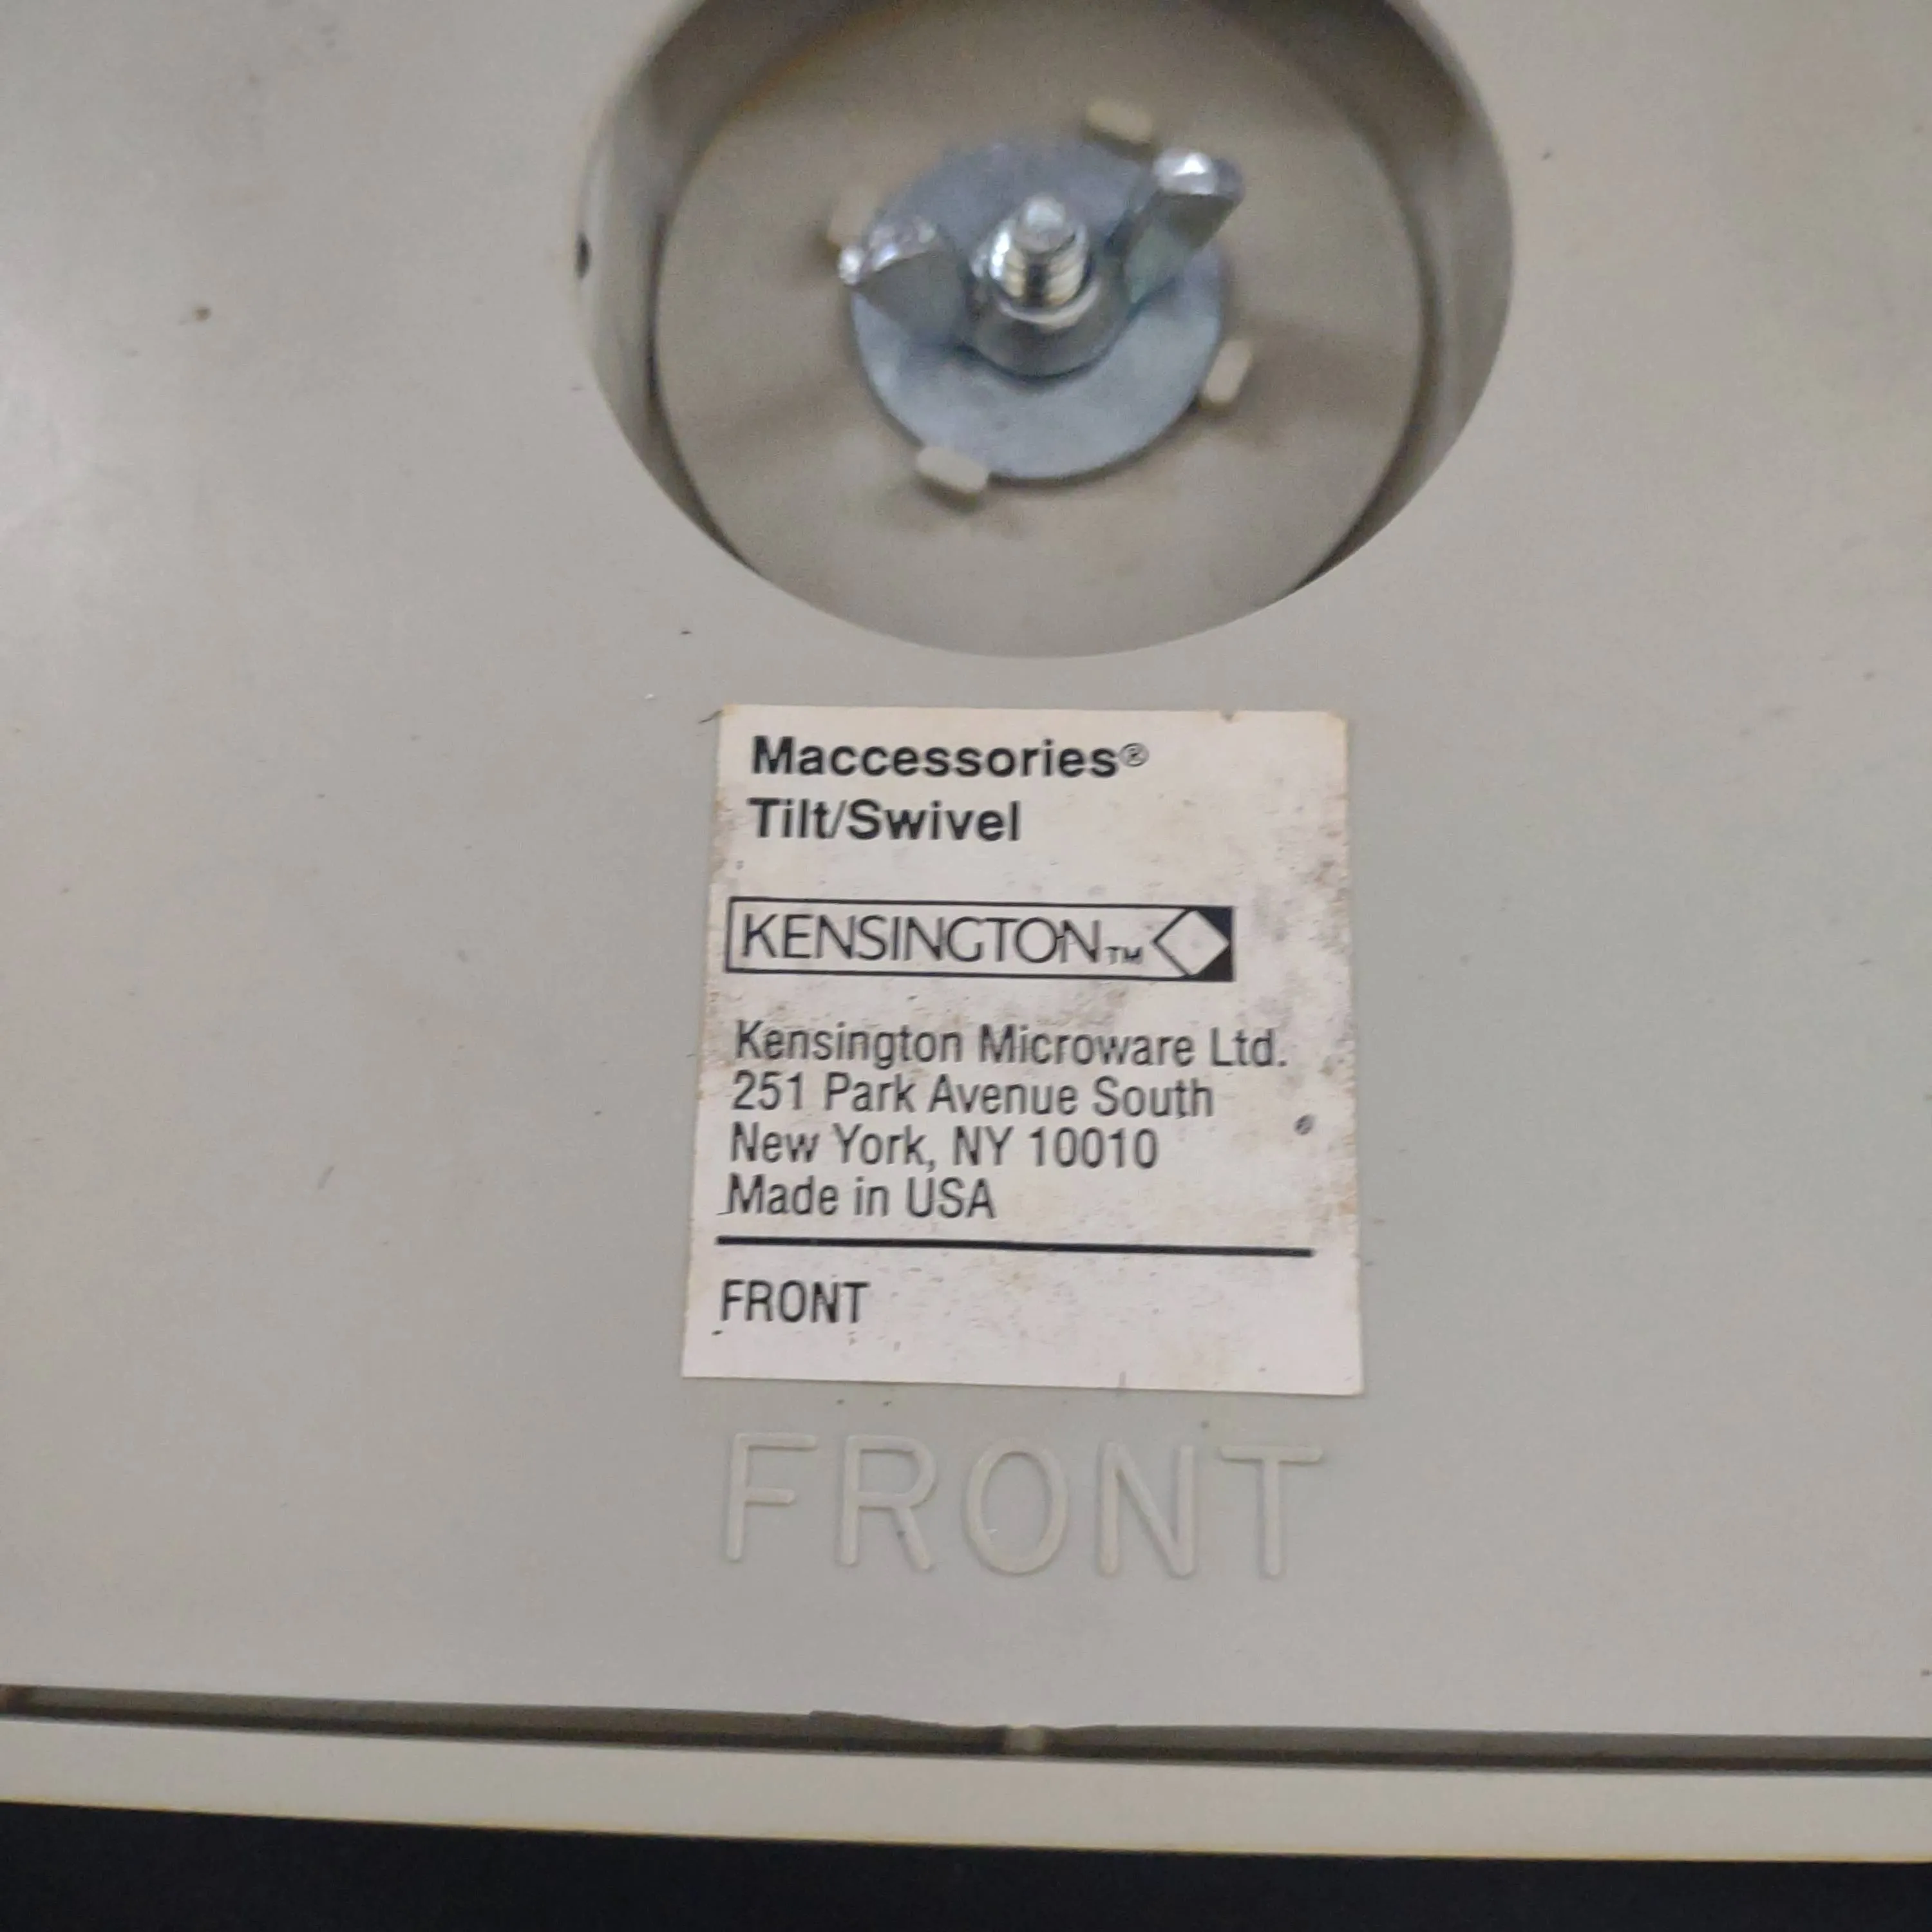 Maccessories®
Tilt/Swivel
KENSINGTON™
Kensington Microware Ltd.
251 Park Avenue South
New York, NY 10010
Made in USA
FRONT
FRONT